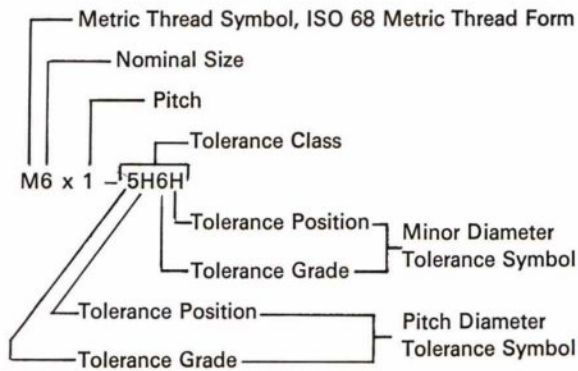 Metric Thread Symbol, ISO 68 Metric Thread Form
Nominal Size
Pitch
Tolerance Class
M6 x 1 – 5H6H
Tolerance Position
Minor Diameter
Tolerance Grade
Tolerance Symbol
Tolerance Position
Pitch Diameter
Tolerance Grade
Tolerance Symbol